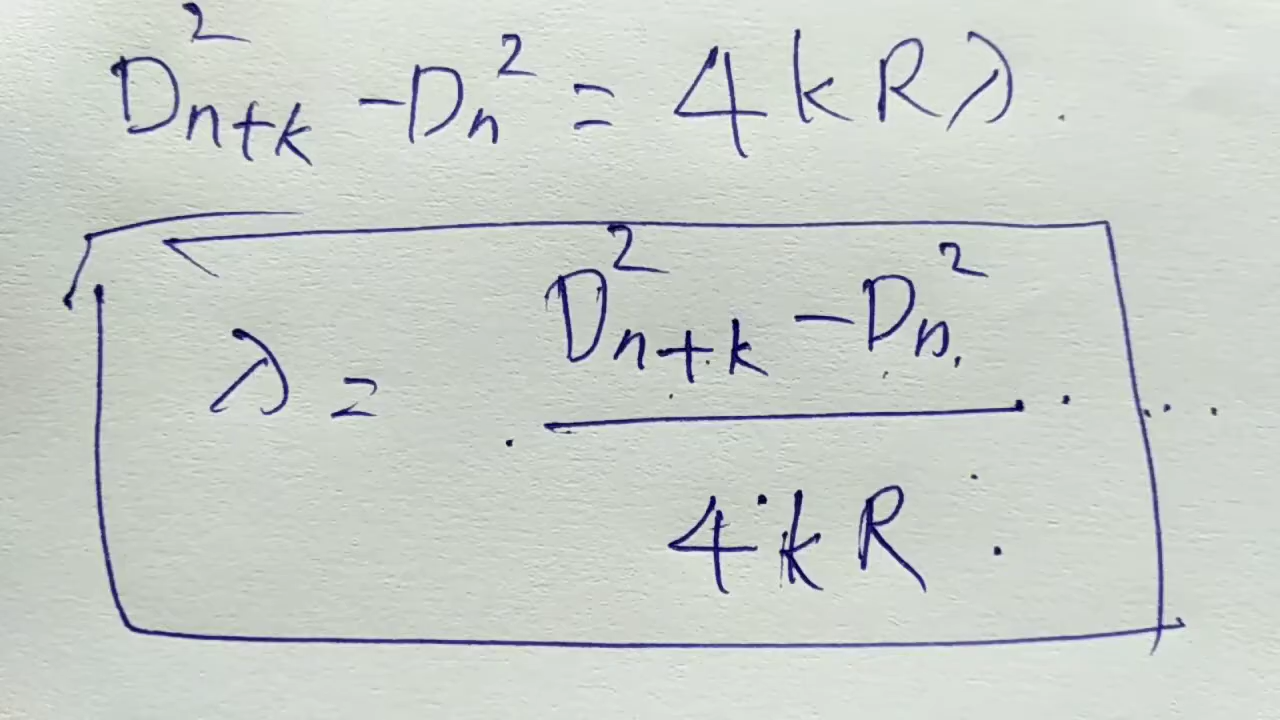 D²ₙ₊ₖ - Dₙ² = 4kRλ.
λ = (D²ₙ₊ₖ - Dₙ²) / 4kR